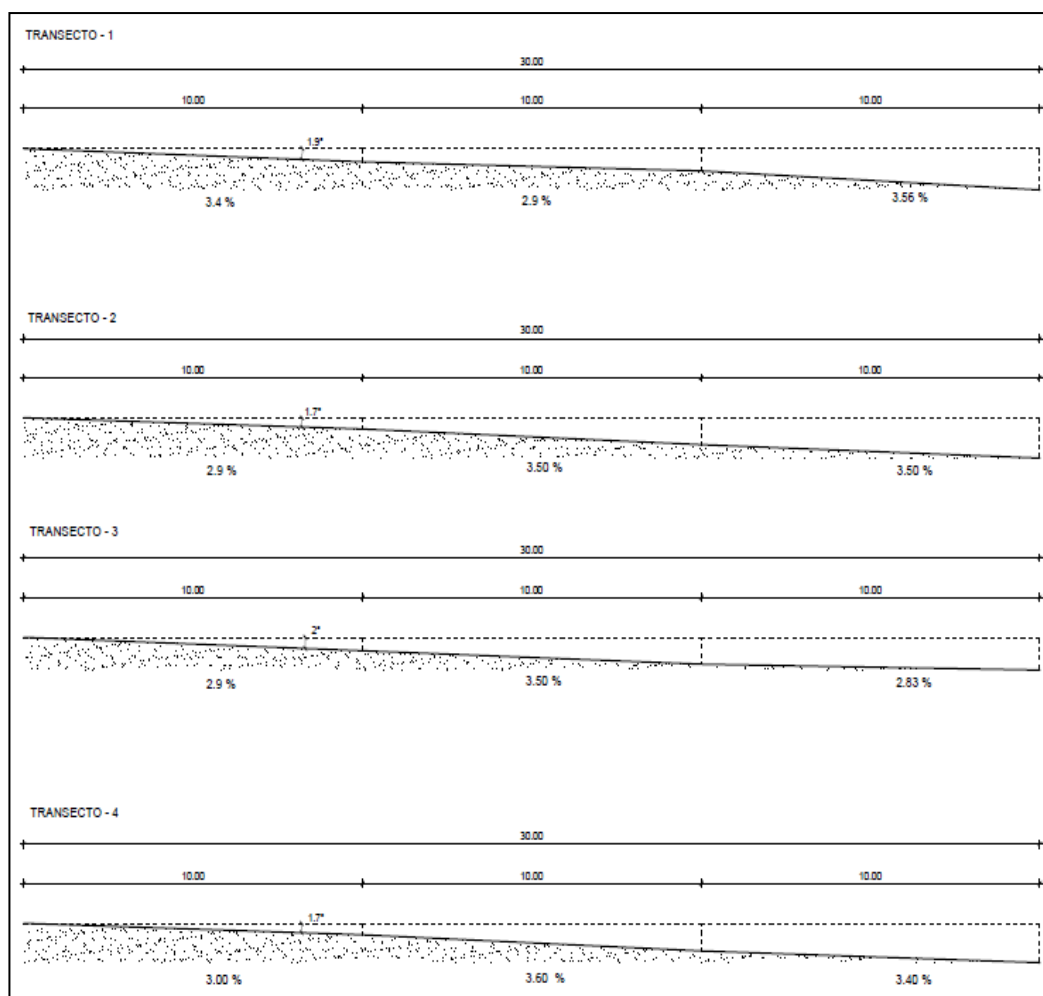 TRANSECTO - 1
30.00
10.00 10.00 10.00
1.9°
3.4 % 2.9 % 3.56 %
TRANSECTO - 2
30.00
10.00 10.00 10.00
1.7°
2.9 % 3.50 % 3.50 %
TRANSECTO - 3
30.00
10.00 10.00 10.00
2°
2.9 % 3.50 % 2.83 %
TRANSECTO - 4
30.00
10.00 10.00 10.00
1.7°
3.00 % 3.60 % 3.40 %